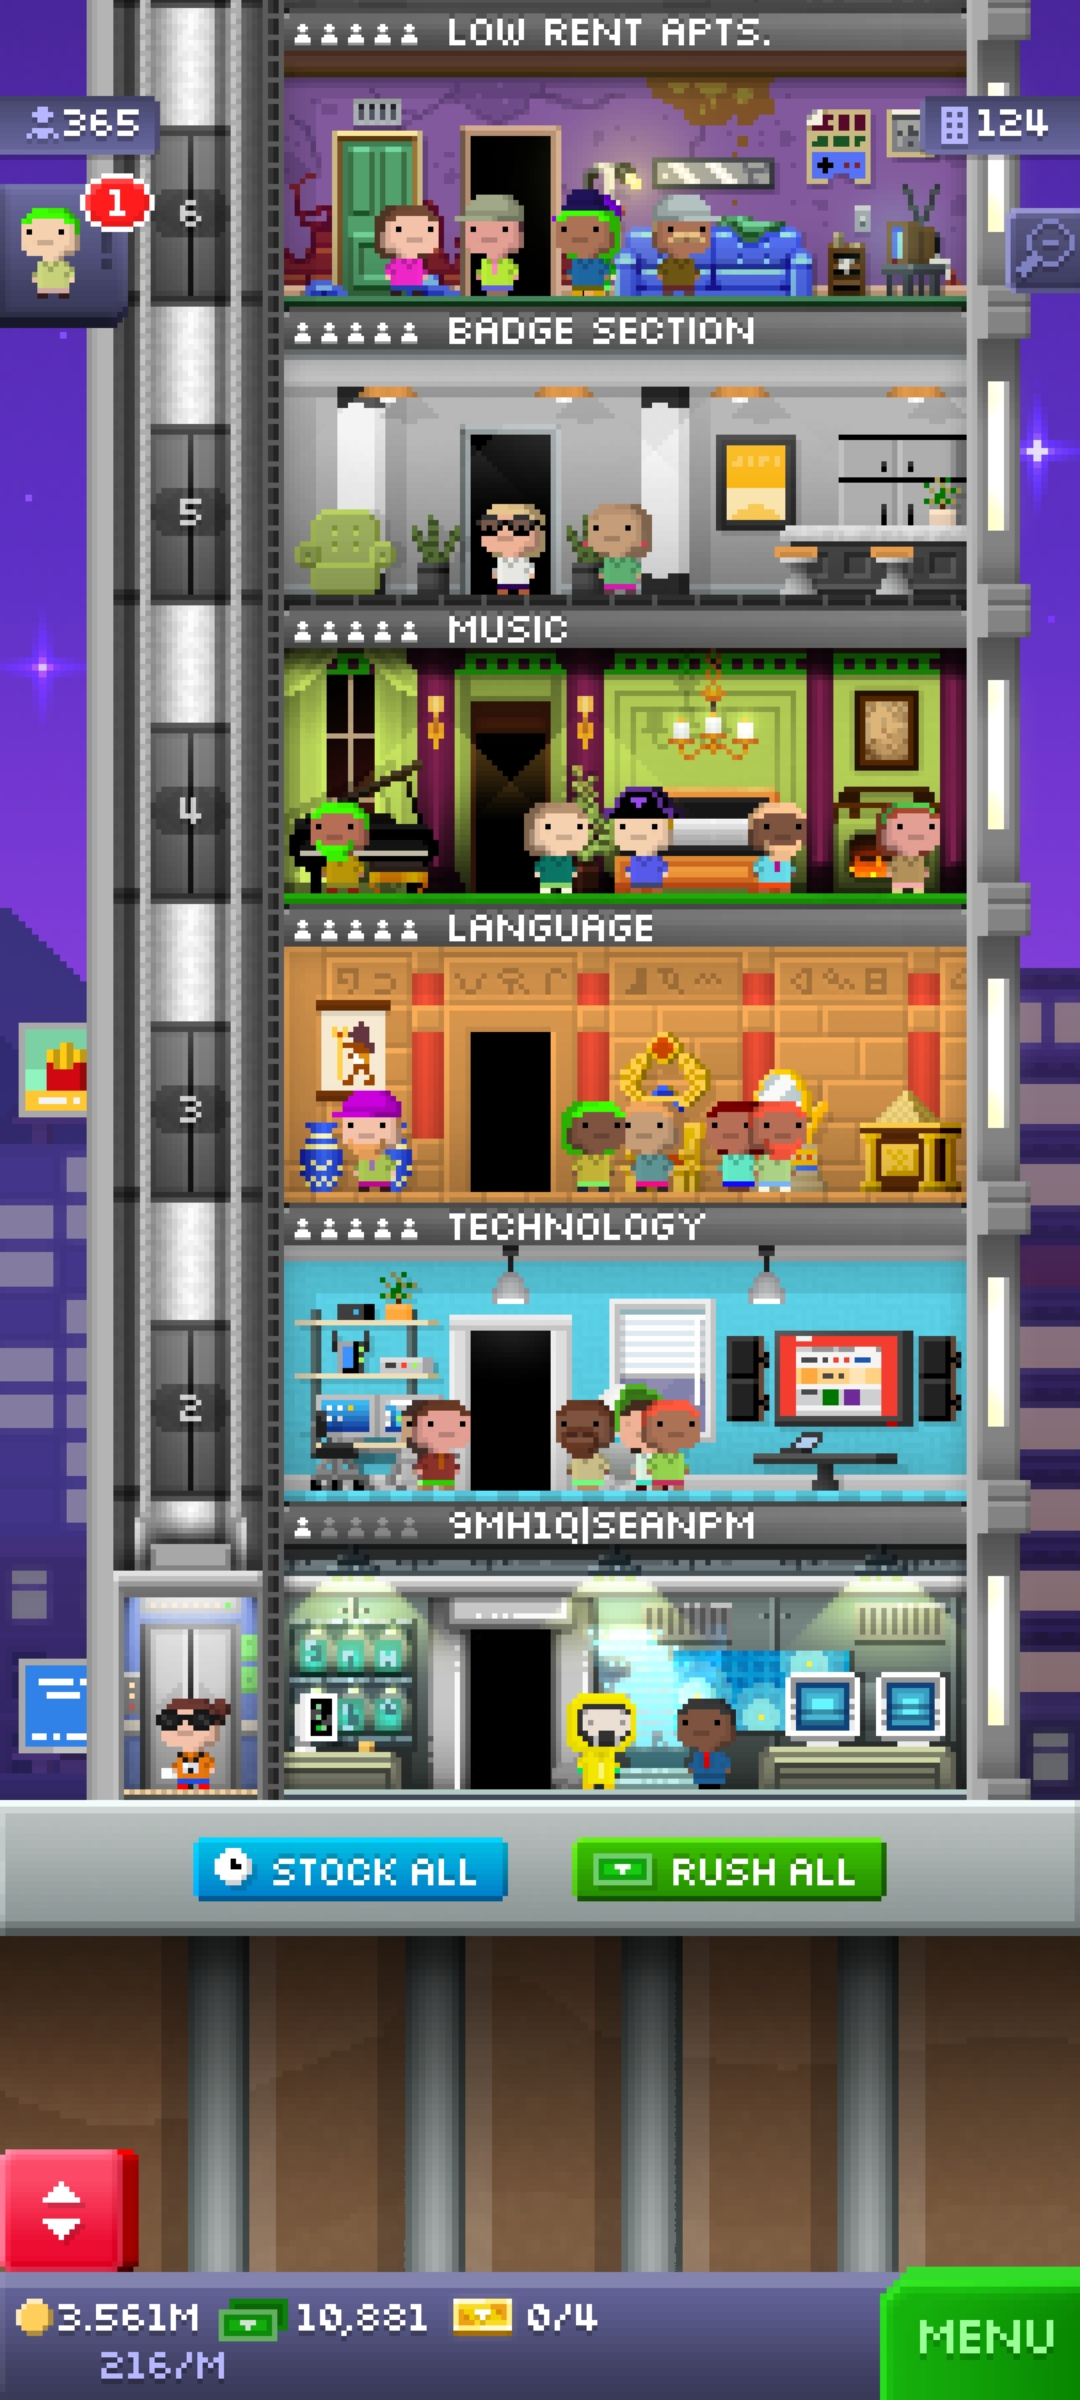 LOW RENT APTS.
365
124
1
6
BADGE SECTION
5
MUSIC
4
LANGUAGE
3
TECHNOLOGY
2
9MH1Q|SEANPM
STOCK ALL
RUSH ALL
3.561M
10,881
0/4
216/M
MENU